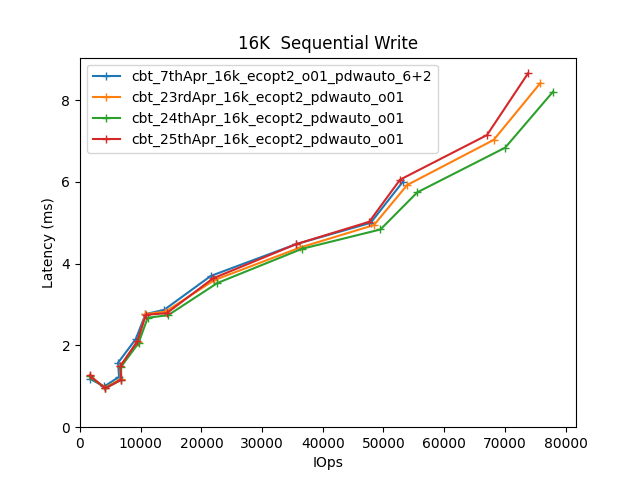 16K  Sequential Write
cbt_7thApr_16k_ecopt2_o01_pdwauto_6+2
cbt_23rdApr_16k_ecopt2_pdwauto_o01
cbt_24thApr_16k_ecopt2_pdwauto_o01
cbt_25thApr_16k_ecopt2_pdwauto_o01
Latency (ms)
8
6
4
2
0
0 10000 20000 30000 40000 50000 60000 70000 80000
IOps